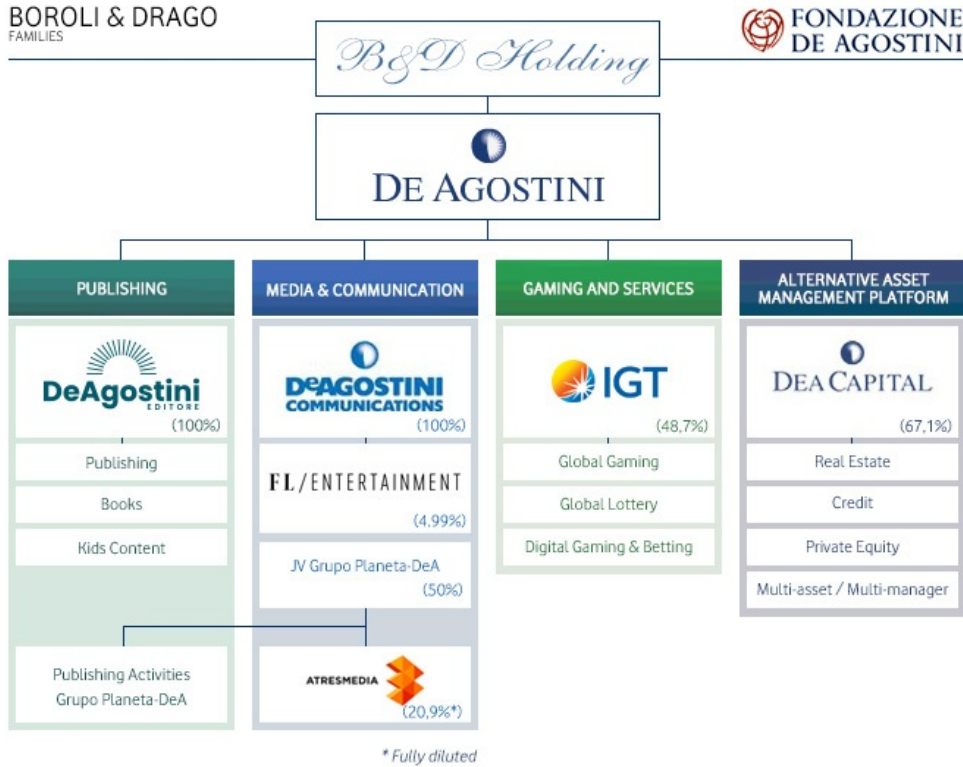 BOROLI & DRAGO
FAMILIES
B&D Holding
FONDAZIONE
DE AGOSTINI
DE AGOSTINI
PUBLISHING
DeAgostini
EDITORE
(100%)
Publishing
Books
Kids Content
Publishing Activities
Grupo Planeta-DeA
MEDIA & COMMUNICATION
DeAGOSTINI
COMMUNICATIONS
(100%)
FL/ENTERTAINMENT
(4.99%)
JV Grupo Planeta-DeA
(50%)
ATRESMEDIA
(20,9%*)
GAMING AND SERVICES
IGT
(48,7%)
Global Gaming
Global Lottery
Digital Gaming & Betting
ALTERNATIVE ASSET
MANAGEMENT PLATFORM
DEA CAPITAL
(67,1%)
Real Estate
Credit
Private Equity
Multi-asset / Multi-manager
* Fully diluted